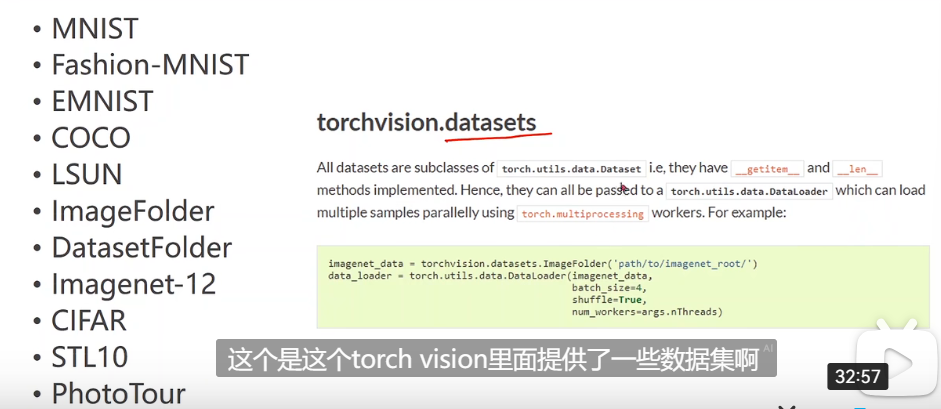 • MNIST
• Fashion-MNIST
• EMNIST
• COCO
• LSUN
• ImageFolder
• DatasetFolder
• Imagenet-12
• CIFAR
• STL10
• PhotoTour
torchvision.datasets
All datasets are subclasses of torch.utils.data.Dataset i.e, they have __getitem__ and __len__
methods implemented. Hence, they can all be passed to a torch.utils.data.DataLoader which can load
multiple samples parallelly using torch.multiprocessing workers. For example:
imagenet_data = torchvision.datasets.ImageFolder('path/to/imagenet_root/')
data_loader = torch.utils.data.DataLoader(imagenet_data,
batch_size=4,
shuffle=True,
num_workers=args.nThreads)
这个是这个torch vision里面提供了一些数据集啊 AI
32:57